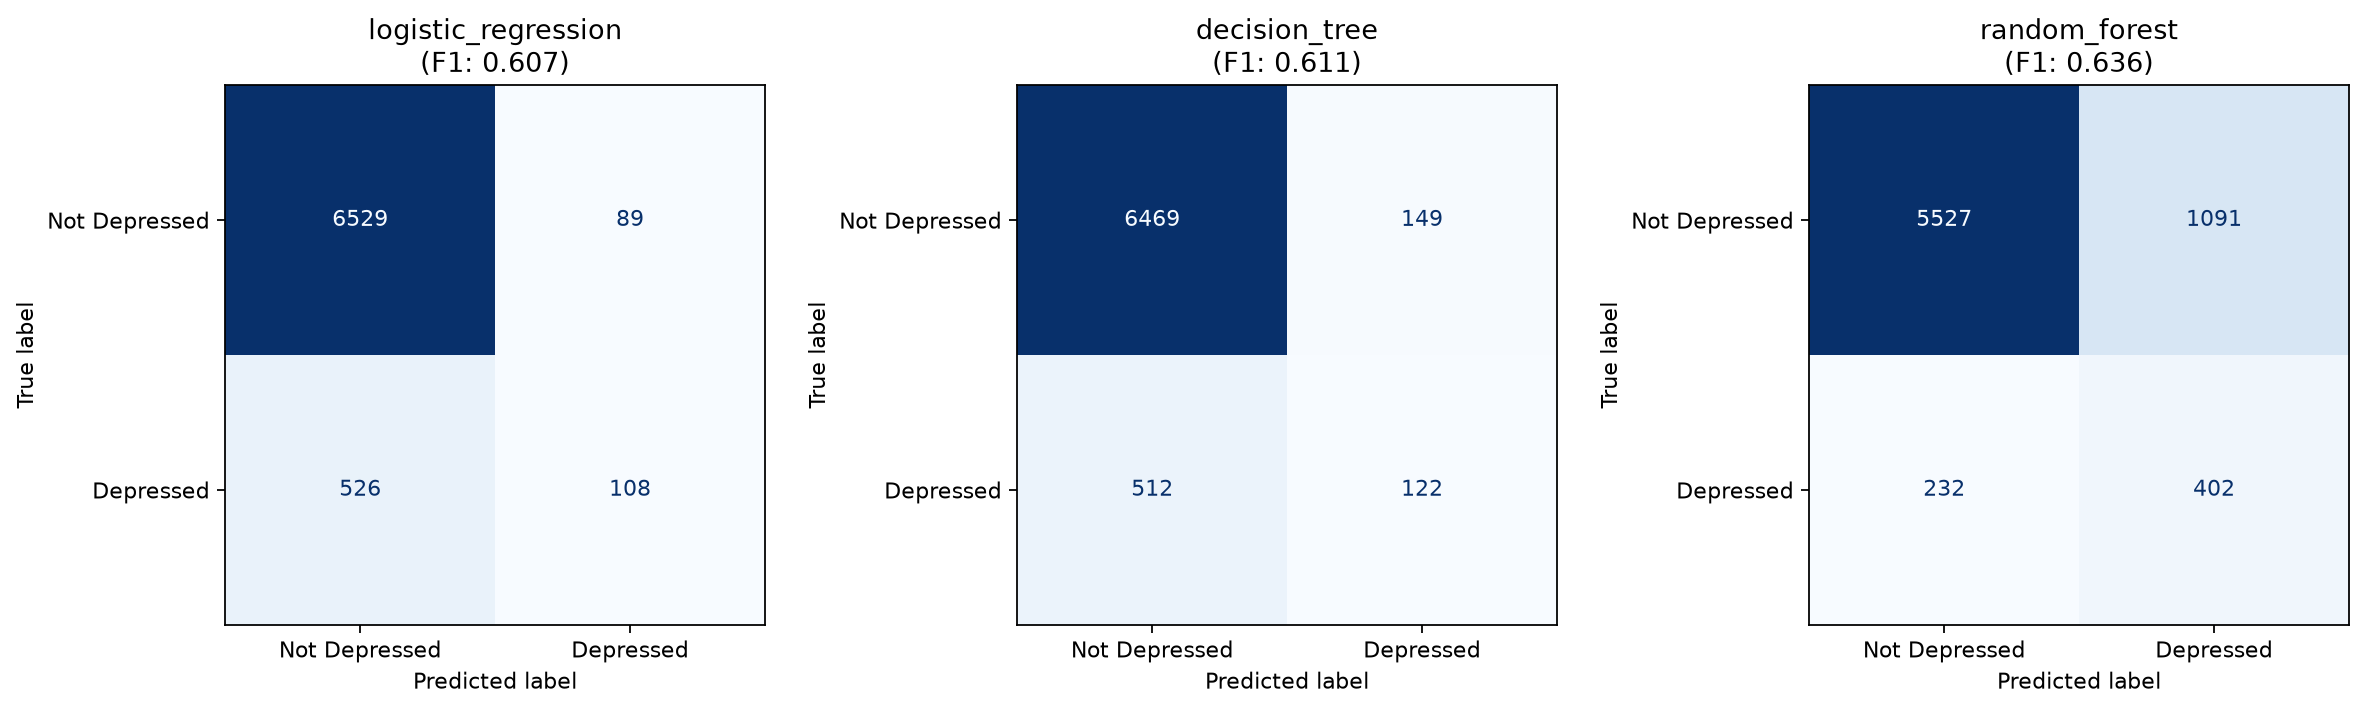 logistic_regression
(F1: 0.607)
True label
Not Depressed
6529
89
Depressed
526
108
Not Depressed
Depressed
Predicted label
decision_tree
(F1: 0.611)
True label
Not Depressed
6469
149
Depressed
512
122
Not Depressed
Depressed
Predicted label
random_forest
(F1: 0.636)
True label
Not Depressed
5527
1091
Depressed
232
402
Not Depressed
Depressed
Predicted label